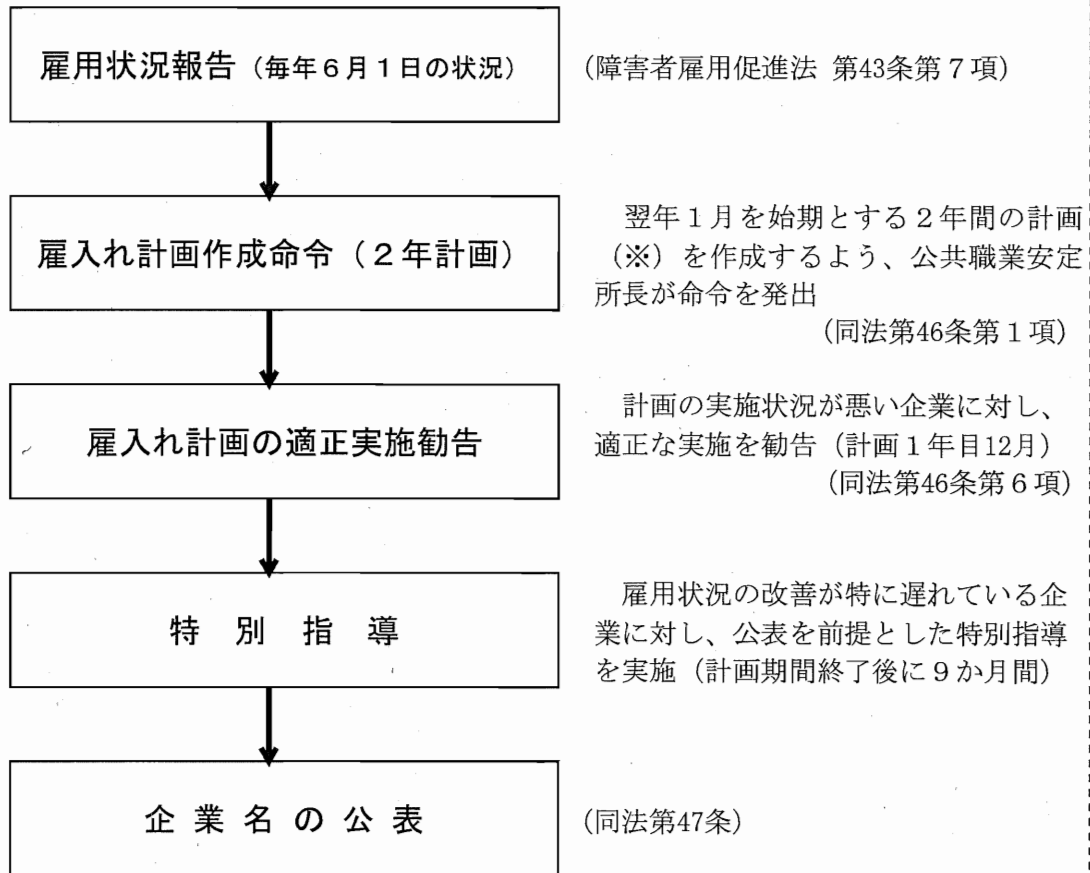 雇用状況報告（毎年６月１日の状況）
(障害者雇用促進法 第43条第７項)
雇入れ計画作成命令（２年計画）
翌年１月を始期とする２年間の計画
（※）を作成するよう、公共職業安定
所長が命令を発出
(同法第46条第１項)
雇入れ計画の適正実施勧告
計画の実施状況が悪い企業に対し、
適正な実施を勧告（計画１年目12月）
(同法第46条第６項)
特別指導
雇用状況の改善が特に遅れている企
業に対し、公表を前提とした特別指導
を実施（計画期間終了後に９か月間）
企業名の公表
(同法第47条)